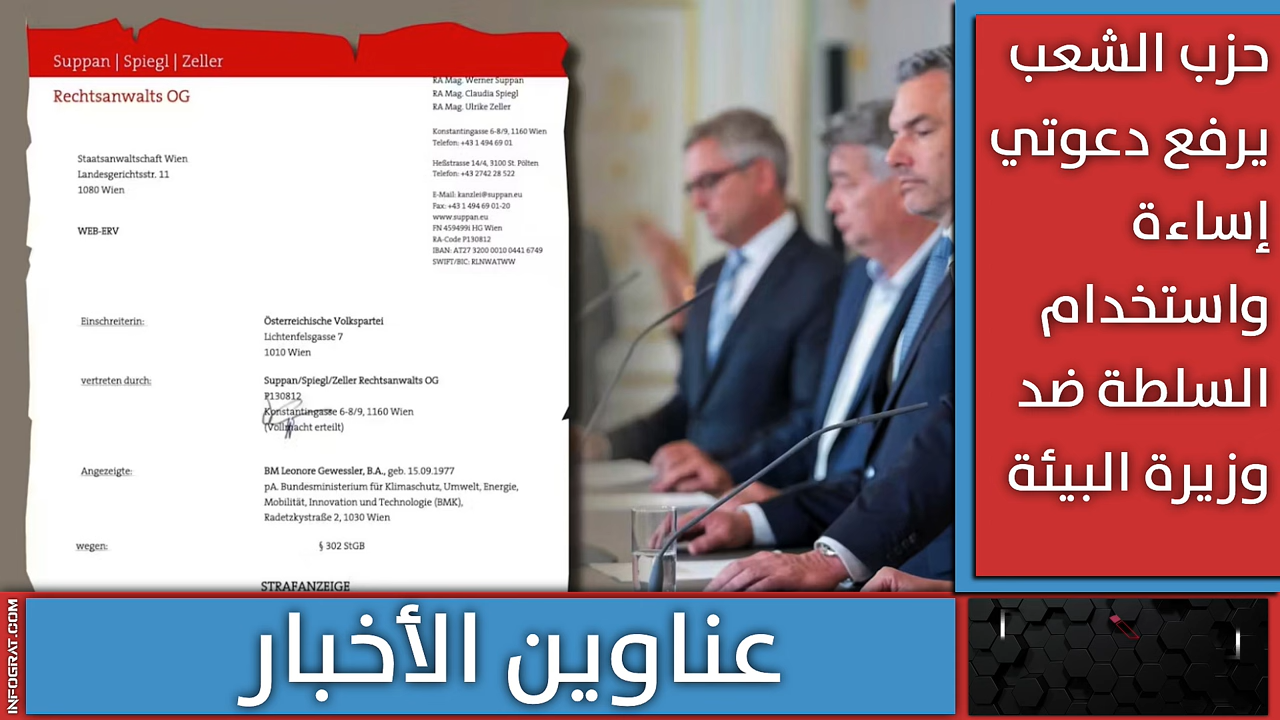 Suppan | Spiegl | Zeller
Rechtsanwalts OG
RA Mag. Werner Suppan
RA Mag. Claudia Spiegl
RA Mag. Ulrike Zeller
Konstantingasse 6-8/9, 1160 Wien
Telefon: +43 1 494 69 01
Heßstrasse 14/4, 3100 St. Pölten
Telefon: +43 2742 28 522
E-Mail: kanzlei@suppan.eu
Fax: +43 1 494 69 01-20
www.suppan.eu
FN 459499i HG Wien
RA-Code P130812
IBAN: AT27 3200 0010 0441 6749
SWIFT/BIC: RLNWATWW
Staatsanwaltschaft Wien
Landesgerichtsstr. 11
1080 Wien
WEB-ERV
Einschreiterin: Österreichische Volkspartei
Lichtenfelsgasse 7
1010 Wien
vertreten durch: Suppan/Spiegl/Zeller Rechtsanwalts OG
P130812
Konstantingasse 6-8/9, 1160 Wien
(Vollmacht erteilt)
Angezeigte: BM Leonore Gewessler, B.A., geb. 15.09.1977
pA. Bundesministerium für Klimaschutz, Umwelt, Energie,
Mobilität, Innovation und Technologie (BMK),
Radetzkystraße 2, 1030 Wien
wegen: § 302 StGB
STRAFANZEIGE
حزب الشعب
يرفع دعوتي
إساءة
واستخدام
السلطة ضد
وزيرة البيئة
عناوين الأخبار
INFOGRAT.COM